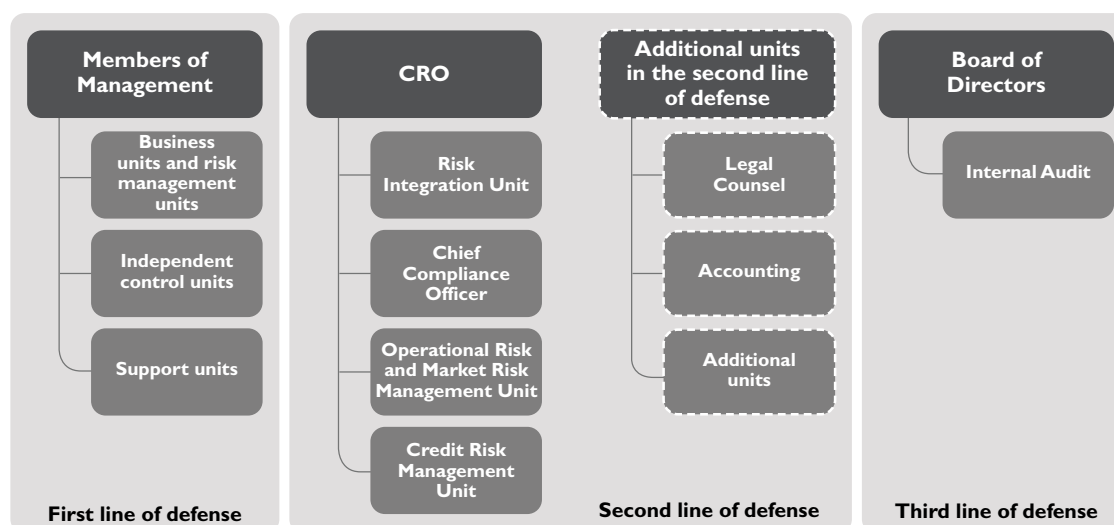 Members of
Management
Business
units and risk
management
units
Independent
control units
Support units
First line of defense
CRO
Risk
Integration Unit
Chief
Compliance
Officer
Operational Risk
and Market Risk
Management Unit
Credit Risk
Management
Unit
Additional units
in the second line
of defense
Legal
Counsel
Accounting
Additional
units
Second line of defense
Board of
Directors
Internal Audit
Third line of defense